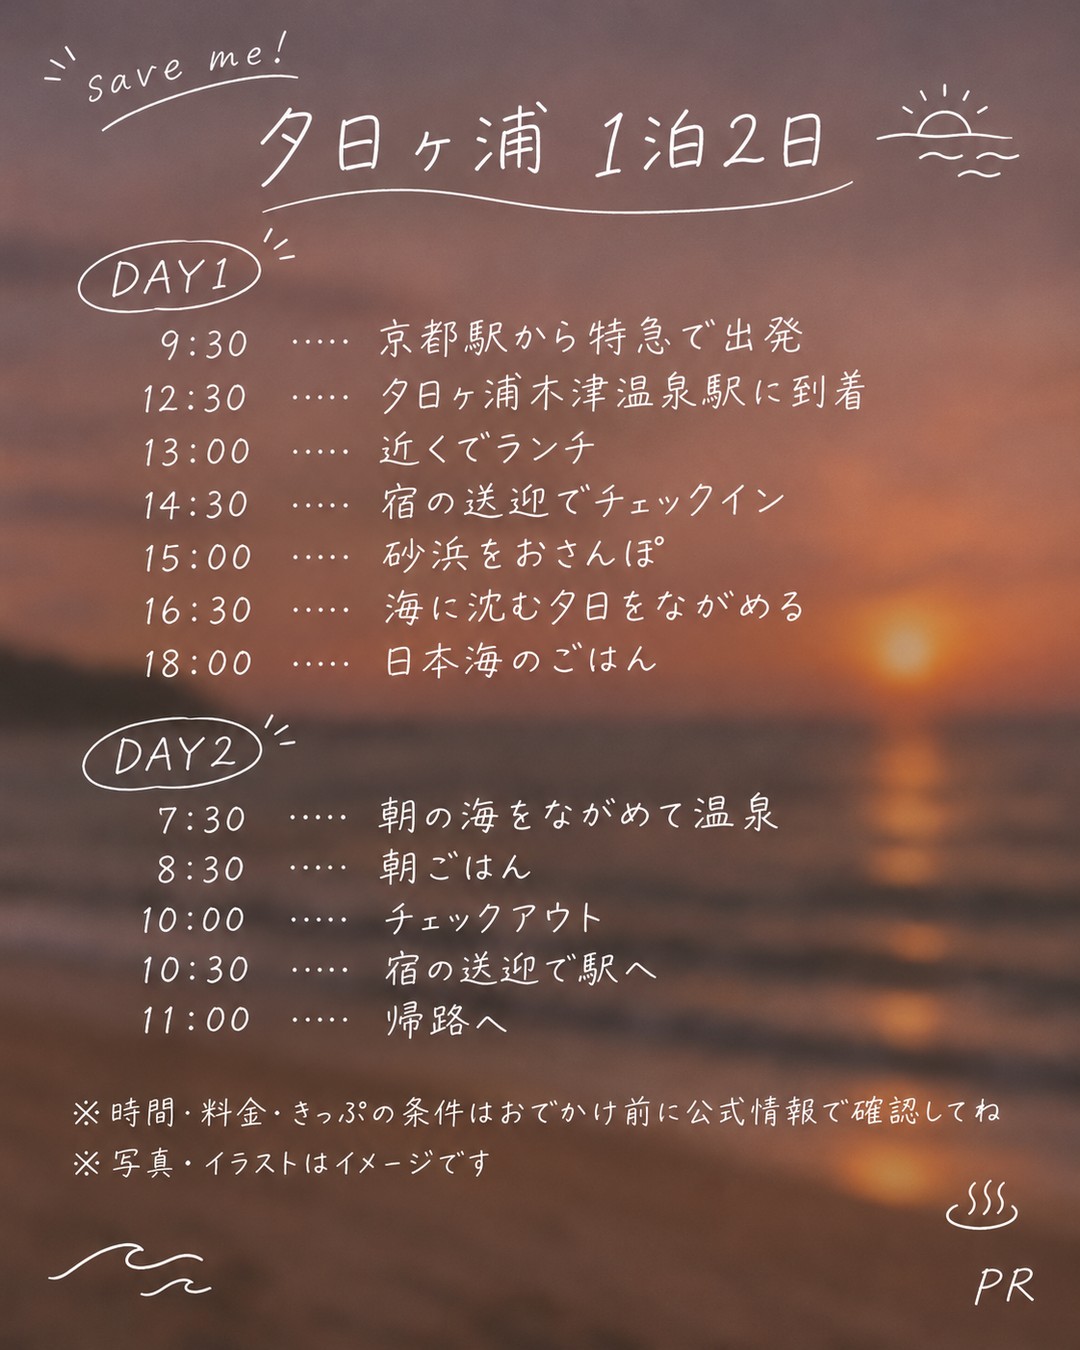 save me!
夕日ヶ浦 1泊2日
DAY1
9:30 ····· 京都駅から特急で出発
12:30 ····· 夕日ヶ浦木津温泉駅に到着
13:00 ····· 近くでランチ
14:30 ····· 宿の送迎でチェックイン
15:00 ····· 砂浜をおさんぽ
16:30 ····· 海に沈む夕日をながめる
18:00 ····· 日本海のごはん
DAY2
7:30 ····· 朝の海をながめて温泉
8:30 ····· 朝ごはん
10:00 ····· チェックアウト
10:30 ····· 宿の送迎で駅へ
11:00 ····· 帰路へ
※時間・料金・きっぷの条件はおでかけ前に公式情報で確認してね
※写真・イラストはイメージです
PR